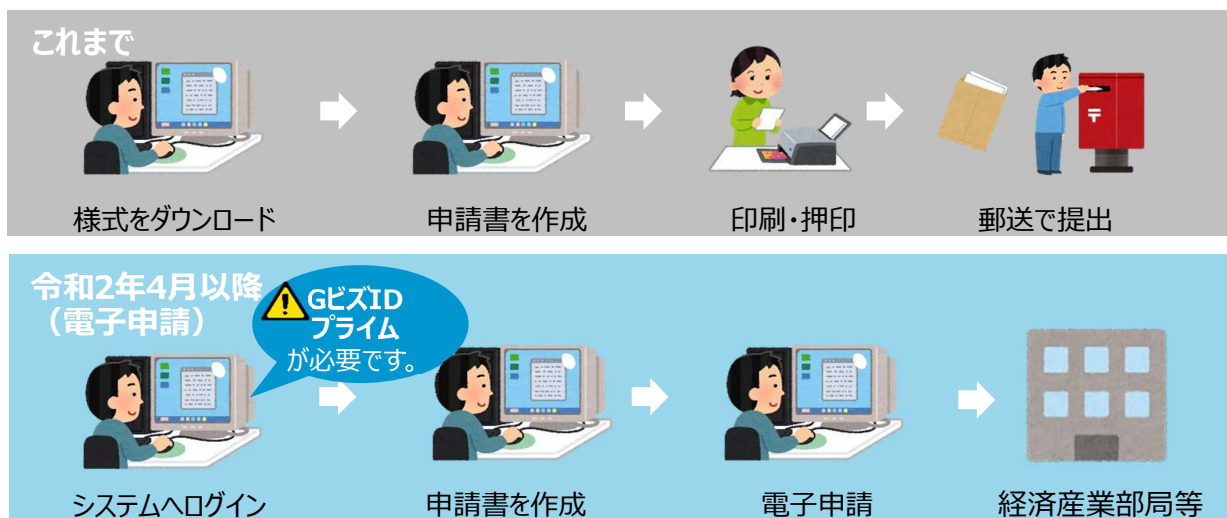 これまで
様式をダウンロード
申請書を作成
印刷・押印
郵送で提出
令和2年4月以降
（電子申請）
GビズID
プライム
が必要です。
システムへログイン
申請書を作成
電子申請
経済産業部局等